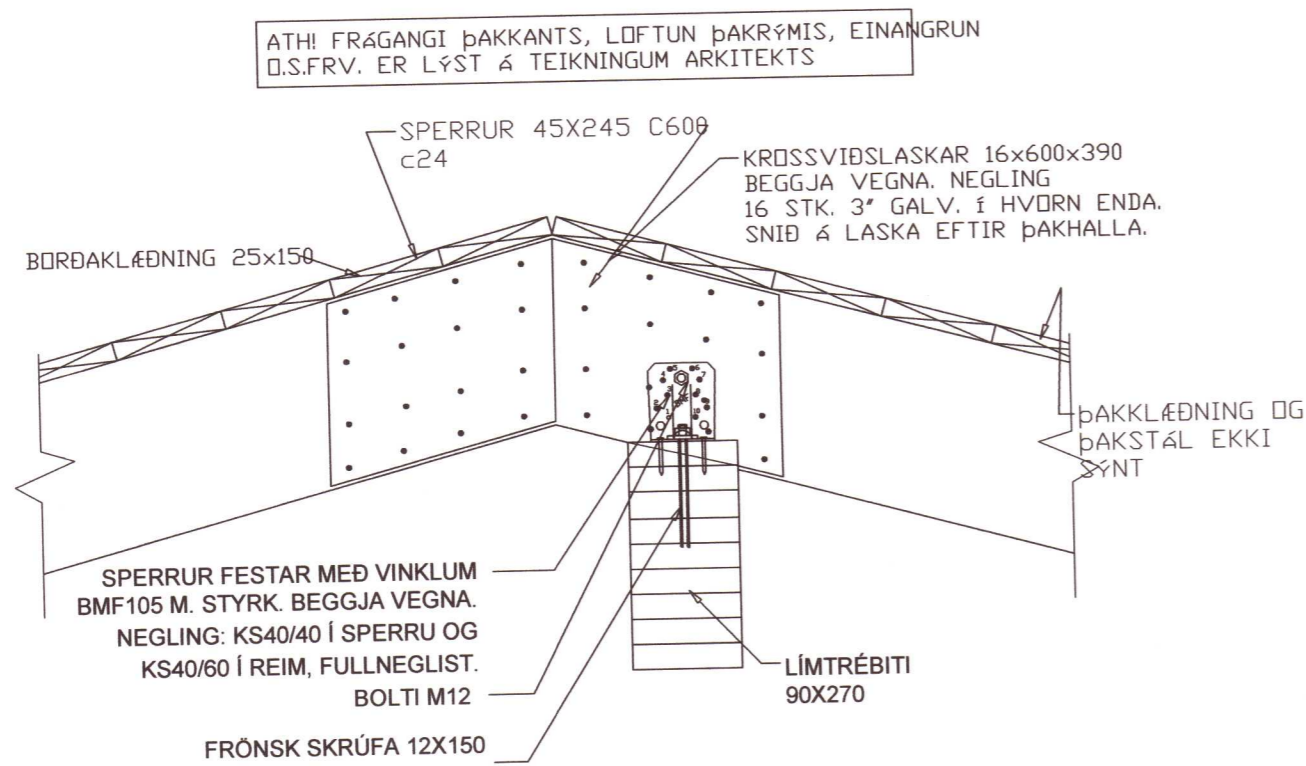 ATH! FRÁGANGI ÞAKKANTS, LOFTUN ÞAKRÝMIS, EINANGRUN
O.S.FRV. ER LÝST Á TEIKNINGUM ARKITEKTS
SPERRUR 45X245 C600
c24
KROSSVIÐSLASKAR 16x600x390
BEGGJA VEGNA. NEGLING
16 STK. 3" GALV. Í HVORN ENDA.
SNIÐ Á LASKA EFTIR ÞAKHALLA.
BORÐAKLÆÐNING 25x150
ÞAKKLÆÐNING OG
ÞAKSTÁL EKKI
SÝNT
SPERRUR FESTAR MEÐ VINKLUM
BMF105 M. STYRK. BEGGJA VEGNA.
NEGLING: KS40/40 Í SPERRU OG
KS40/60 Í REIM, FULLNEGLIST.
BOLTI M12
FRÖNSK SKRÚFA 12X150
LÍMTRÉBITI
90X270